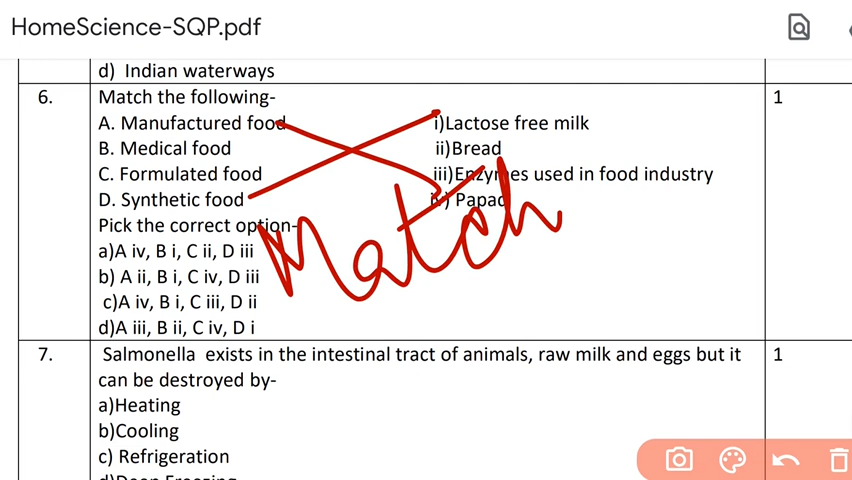 HomeScience-SQP.pdf
d) Indian waterways
6. Match the following- 1
A. Manufactured food i)Lactose free milk
B. Medical food ii)Bread
C. Formulated food iii)Enzymes used in food industry
D. Synthetic food iv) Papad
Pick the correct option-
a)A iv, B i, C ii, D iii
b) A ii, B i, C iv, D iii
c)A iv, B i, C iii, D ii
d)A iii, B ii, C iv, D i
Match
7. Salmonella exists in the intestinal tract of animals, raw milk and eggs but it 1
can be destroyed by-
a)Heating
b)Cooling
c) Refrigeration
d)Deep Freezing